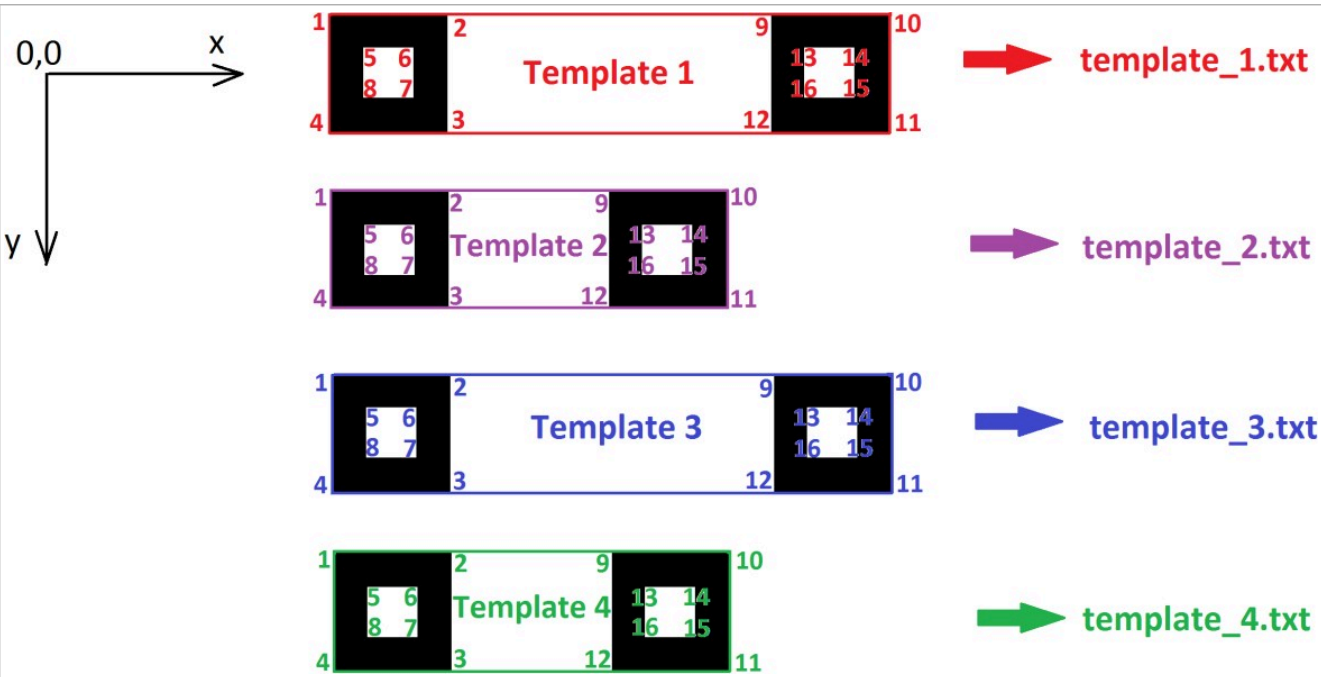 0,0 x
y
1 2 9 10
5 6 13 14
Template 1
8 7 16 15
4 3 12 11
template_1.txt
1 2 9 10
5 6 13 14
Template 2
8 7 16 15
4 3 12 11
template_2.txt
1 2 9 10
5 6 13 14
Template 3
8 7 16 15
4 3 12 11
template_3.txt
1 2 9 10
5 6 13 14
Template 4
8 7 16 15
4 3 12 11
template_4.txt